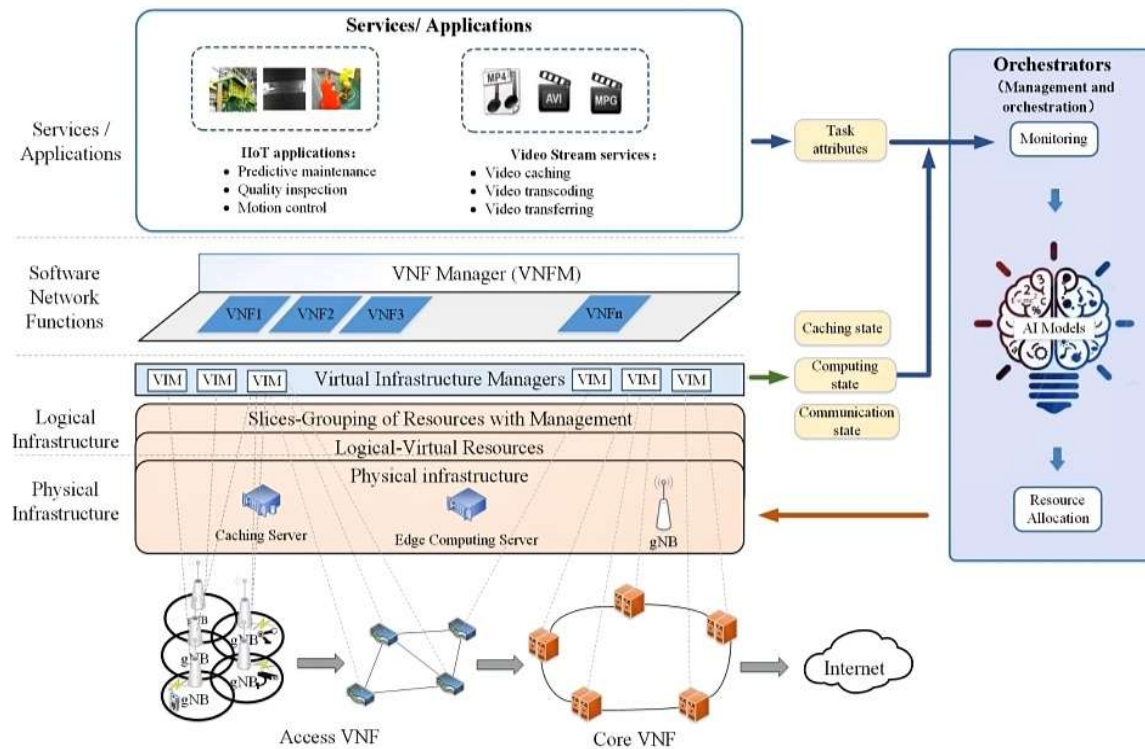 Services/ Applications
MP4
AVI
MPG
IIoT applications：
• Predictive maintenance
• Quality inspection
• Motion control
Video Stream services：
• Video caching
• Video transcoding
• Video transferring
Services /
Applications
Task
attributes
Orchestrators
(Management and
orchestration)
Monitoring
AI Models
Resource
Allocation
Software
Network
Functions
VNF Manager (VNFM)
VNF1
VNF2
VNF3
VNFn
Caching state
Computing
state
Communication
state
VIM
VIM
VIM
Virtual Infrastructure Managers
VIM
VIM
VIM
Logical
Infrastructure
Slices-Grouping of Resources with Management
Logical-Virtual Resources
Physical
Infrastructure
Physical infrastructure
Caching Server
Edge Computing Server
gNB
gNB
gNB
gNB
gNB
gNB
Access VNF
Core VNF
Internet